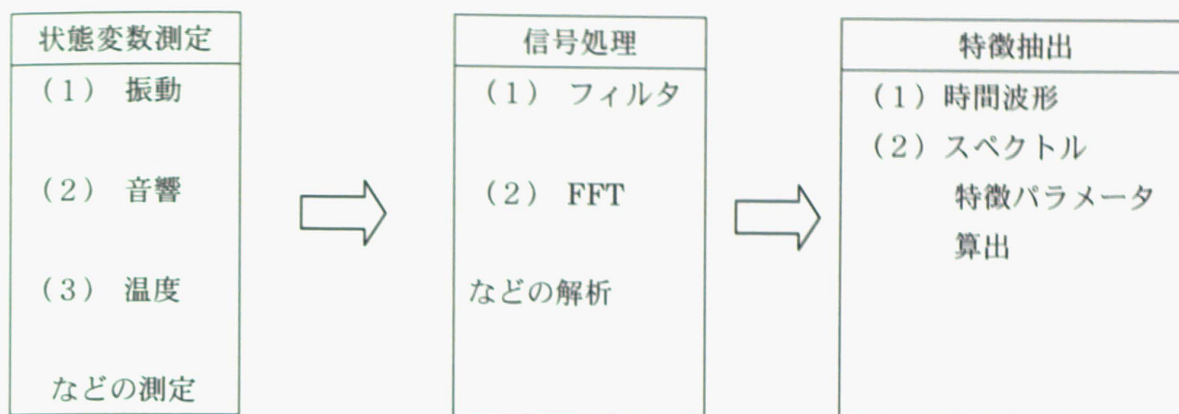 状態変数測定
(1) 振動
(2) 音響
(3) 温度
などの測定
信号処理
(1) フィルタ
(2) FFT
などの解析
特徴抽出
(1) 時間波形
(2) スペクトル
特徴パラメータ
算出